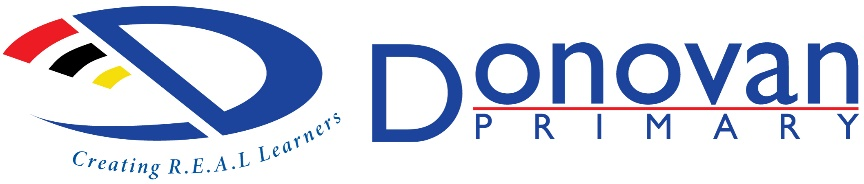 Creating R.E.A.L Learners
Donovan
PRIMARY